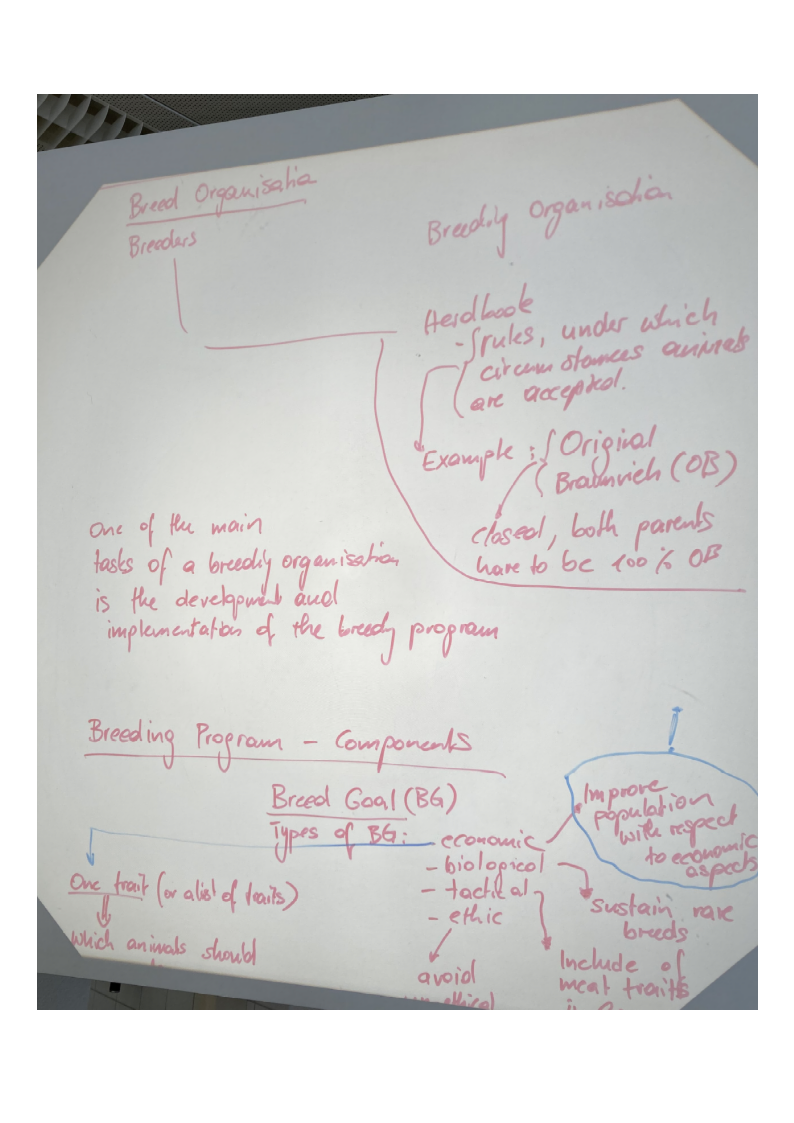 Breed Organisation
Breeders
Breeding Organisation
Herdbook
- rules, under which
circumstances animals
are accepted.
Example : Original
Braunvieh (OB)
closed, both parents
have to be 100% OB
One of the main
tasks of a breeding organisation
is the development and
implementation of the breedy program
Breeding Program - Components
Breed Goal (BG)
Types of BG:
- economic
- biological
- tactical
- ethic
!
Improve
population
with respect
to economic
aspects
sustain rare
breeds
Include of
meat traits
avoid
One trait (or a list of traits)
which animals should